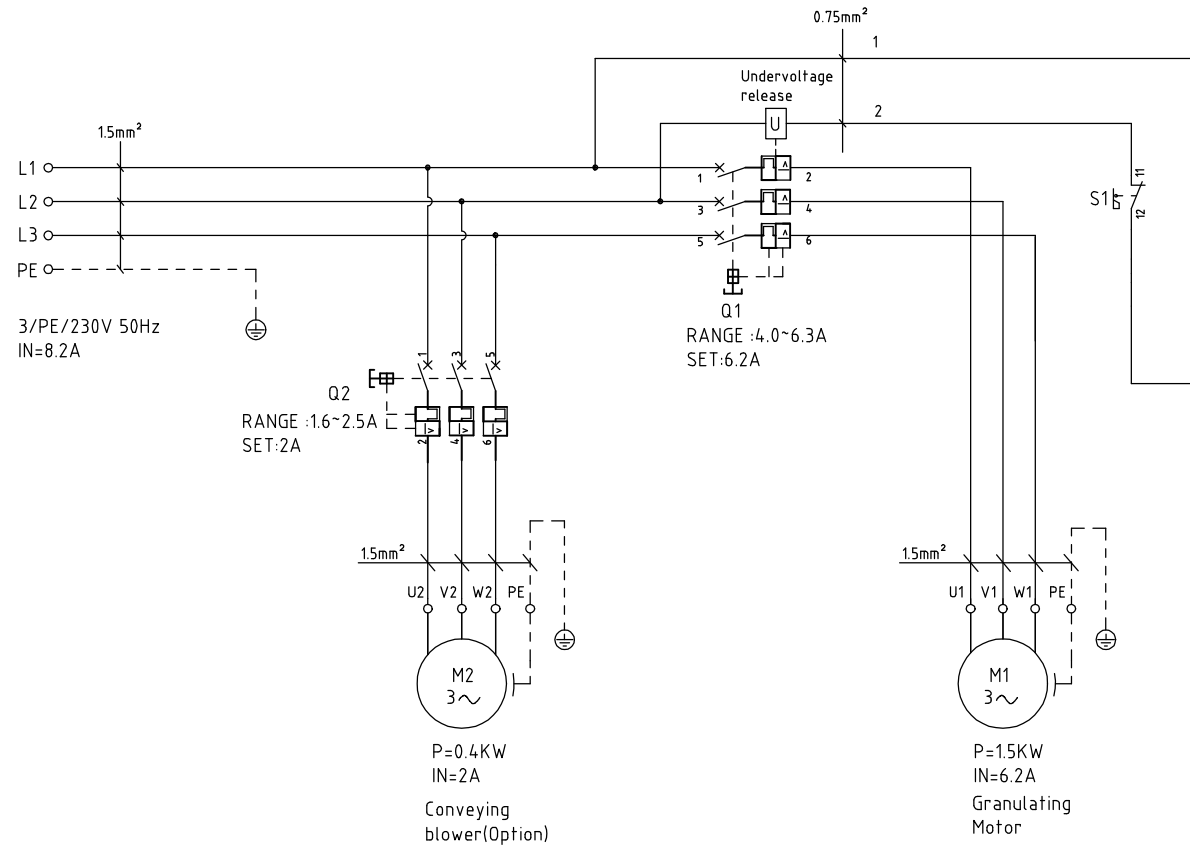 0.75mm²
1
Undervoltage
release
U
2
1.5mm²
L1
1
2
11
L2
3
4
S1
12
L3
5
6
PE
Q1
3/PE/230V 50Hz
IN=8.2A
RANGE :4.0~6.3A
SET:6.2A
1
3
5
Q2
RANGE :1.6~2.5A
SET:2A
2
4
6
1.5mm²
1.5mm²
U2
V2
W2
PE
U1
V1
W1
PE
M2
3~
M1
3~
P=0.4KW
IN=2A
P=1.5KW
IN=6.2A
Conveying
blower(Option)
Granulating
Motor